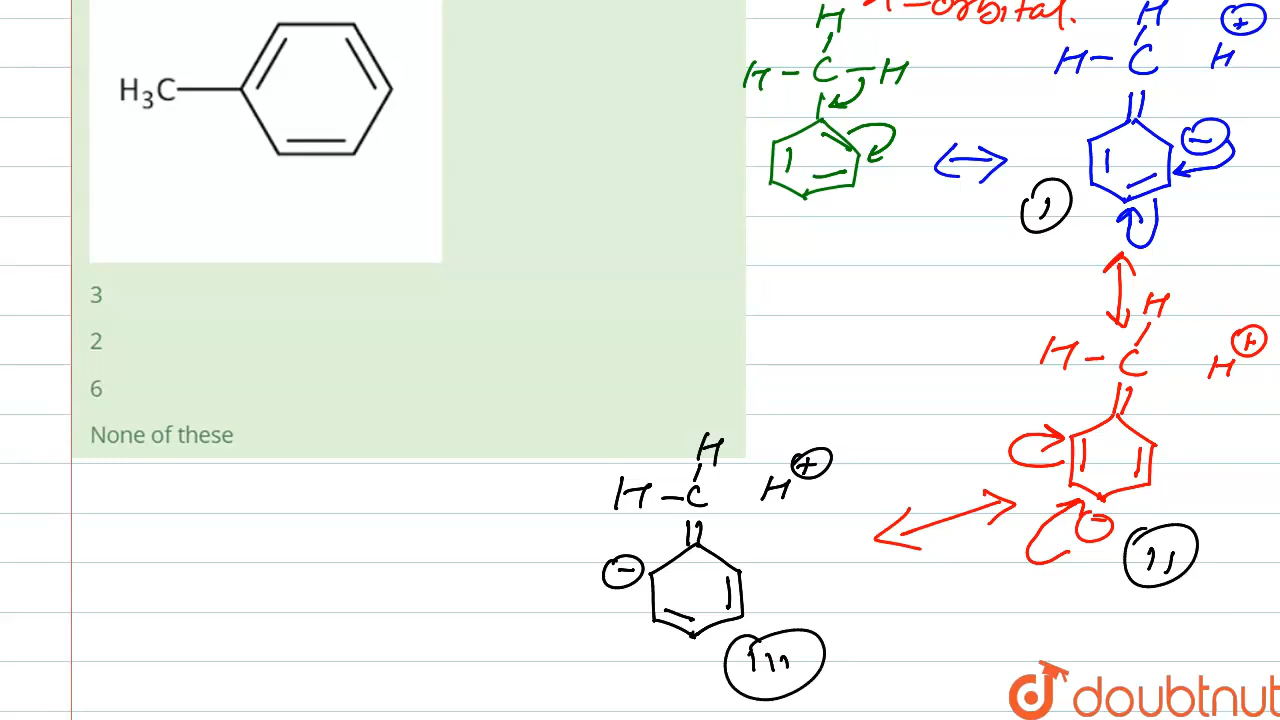 π-orbital.
H₃C
3
2
6
None of these
H
H – C – H
H
H – C H ⊕
⊖
i
H
H – C H ⊕
⊖
ii
H
H – C H ⊕
⊖
iii
doubtnut